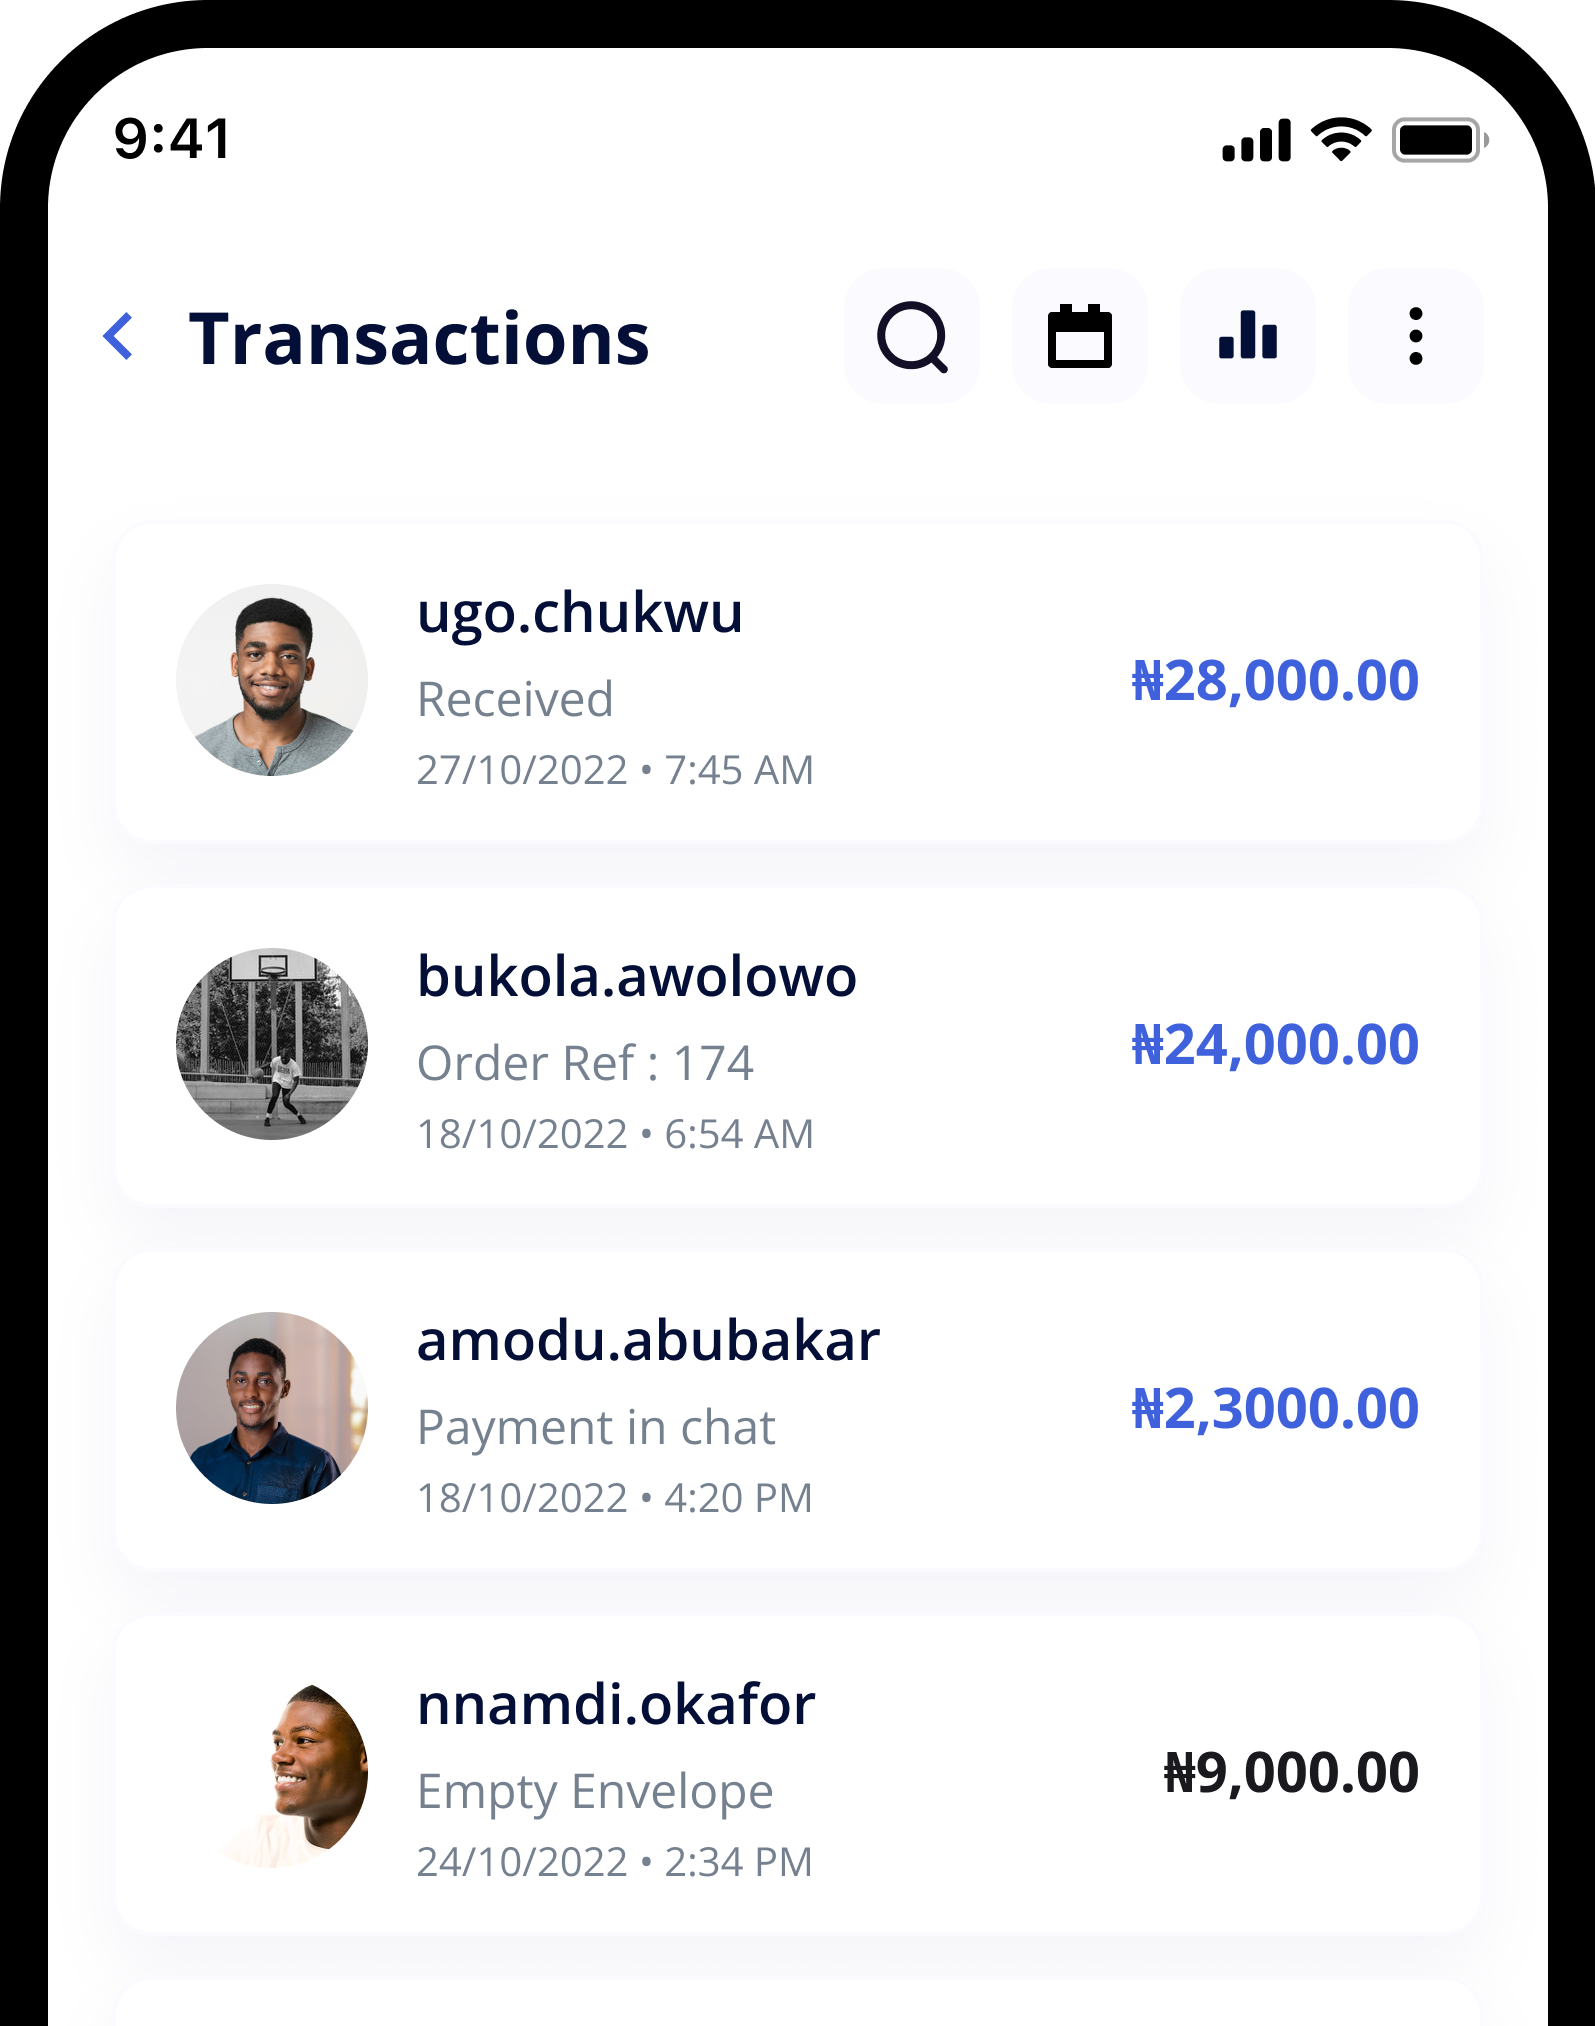 9:41
Transactions
ugo.chukwu
Received
₦28,000.00
27/10/2022 • 7:45 AM
bukola.awolowo
Order Ref : 174
₦24,000.00
18/10/2022 • 6:54 AM
amodu.abubakar
Payment in chat
₦2,3000.00
18/10/2022 • 4:20 PM
nnamdi.okafor
Empty Envelope
₦9,000.00
24/10/2022 • 2:34 PM